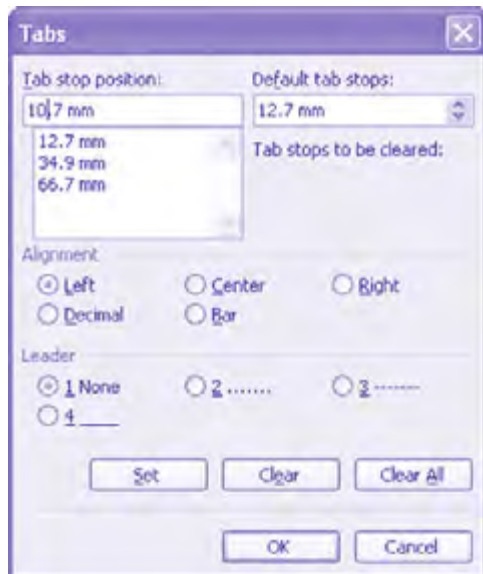 Tabs
Tab stop position:
Default tab stops:
10.7 mm
12.7 mm
12.7 mm
34.9 mm
66.7 mm
Tab stops to be cleared:
Alignment
Left
Center
Right
Decimal
Bar
Leader
1 None
2 .......
3 -------
4 ___
Set
Clear
Clear All
OK
Cancel